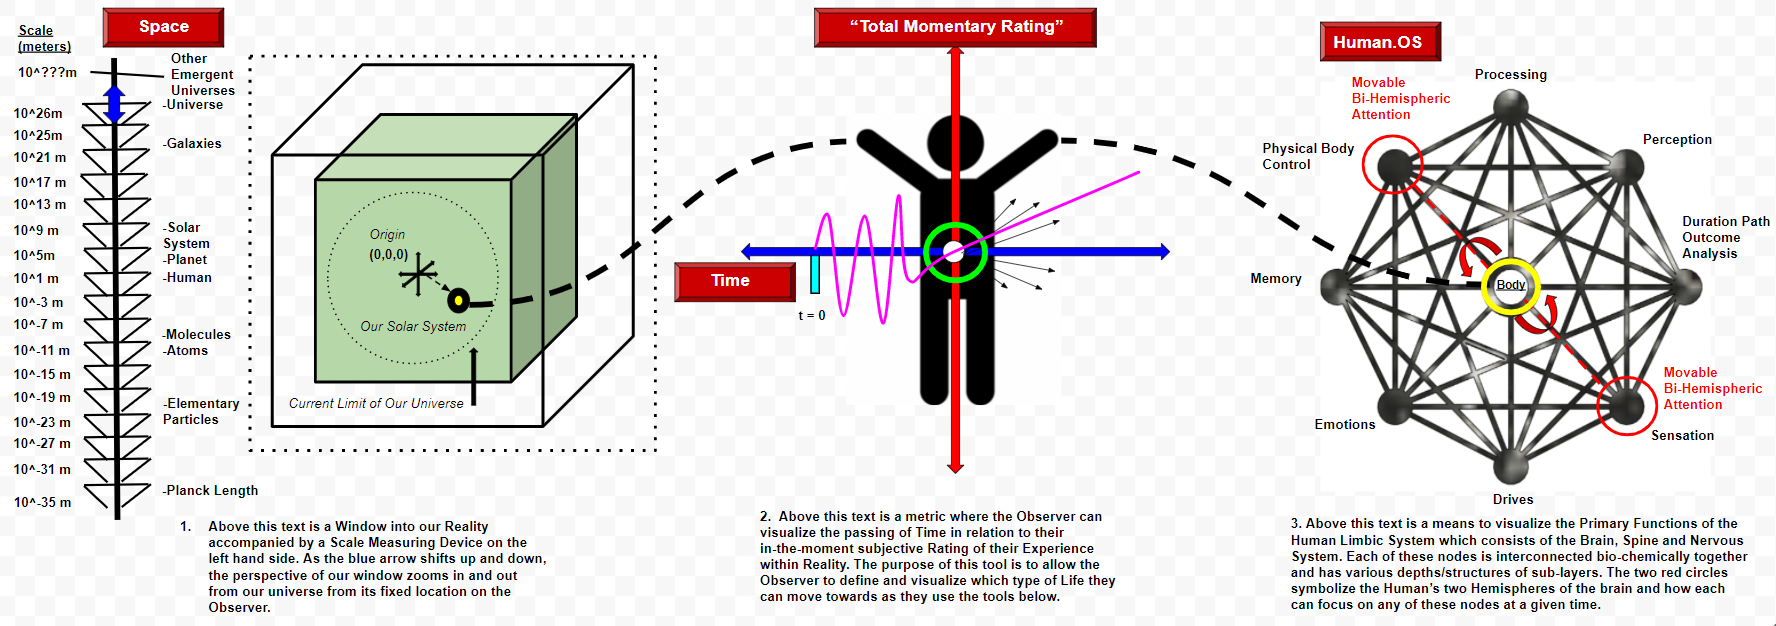 Scale
(meters)
Space
10^???m
Other
Emergent
Universes
-Universe
10^26m
10^25m
-Galaxies
10^21 m
10^17 m
10^13 m
10^9 m
-Solar
System
10^5m
-Planet
10^1 m
-Human
10^-3 m
10^-7 m
-Molecules
10^-11 m
-Atoms
10^-15 m
10^-19 m
-Elementary
Particles
10^-23 m
10^-27 m
10^-31 m
-Planck Length
10^-35 m
Origin
(0,0,0)
Our Solar System
Current Limit of Our Universe
1. Above this text is a Window into our Reality
accompanied by a Scale Measuring Device on the
left hand side. As the blue arrow shifts up and down,
the perspective of our window zooms in and out
from our universe from its fixed location on the
Observer.
“Total Momentary Rating”
Time
t = 0
2. Above this text is a metric where the Observer can
visualize the passing of Time in relation to their
in-the-moment subjective Rating of their Experience
within Reality. The purpose of this tool is to allow the
Observer to define and visualize which type of Life they
can move towards as they use the tools below.
Human.OS
Processing
Movable
Bi-Hemispheric
Attention
Physical Body
Control
Perception
Duration Path
Outcome
Analysis
Memory
Body
Movable
Bi-Hemispheric
Attention
Emotions
Sensation
Drives
3. Above this text is a means to visualize the Primary Functions of the
Human Limbic System which consists of the Brain, Spine and Nervous
System. Each of these nodes is interconnected bio-chemically together
and has various depths/structures of sub-layers. The two red circles
symbolize the Human’s two Hemispheres of the brain and how each
can focus on any of these nodes at a given time.